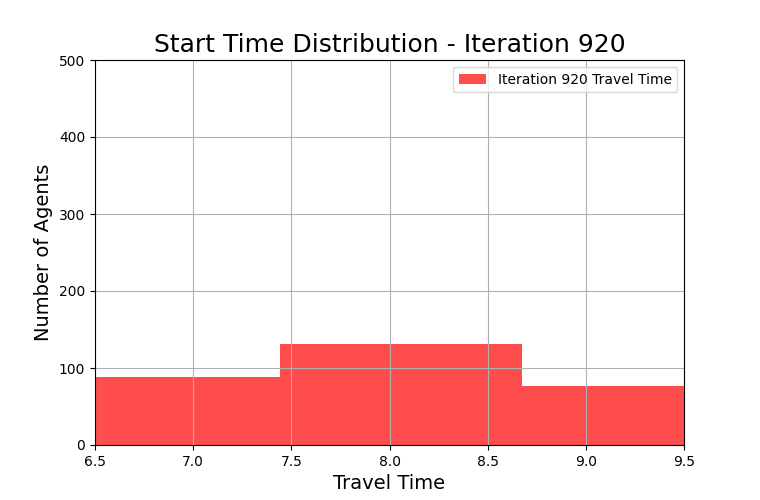 Start Time Distribution - Iteration 920
Iteration 920 Travel Time
Number of Agents
500
400
300
200
100
0
6.5 7.0 7.5 8.0 8.5 9.0 9.5
Travel Time